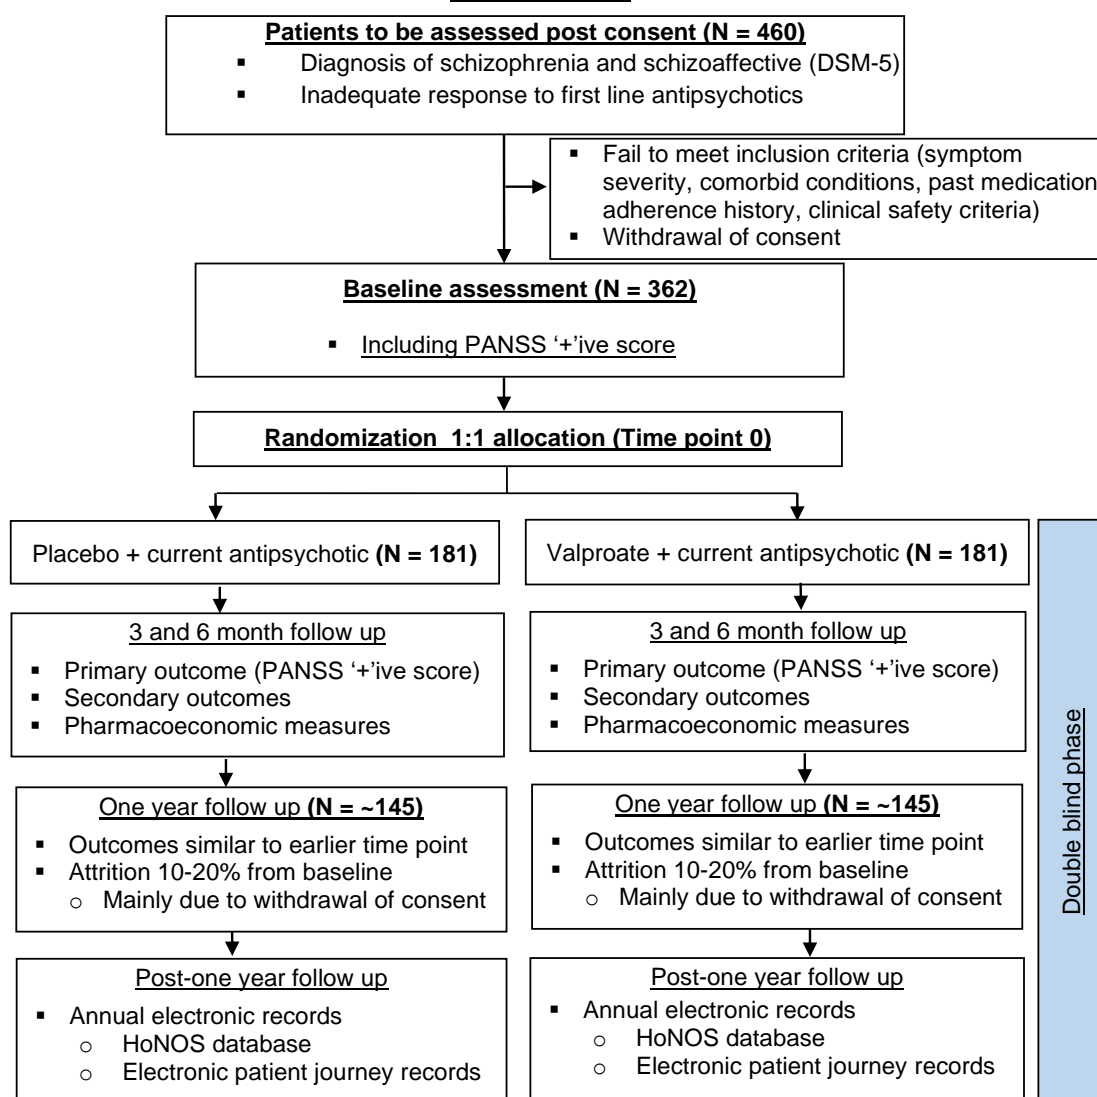 Patients to be assessed post consent (N = 460)
▪ Diagnosis of schizophrenia and schizoaffective (DSM-5)
▪ Inadequate response to first line antipsychotics
▪ Fail to meet inclusion criteria (symptom
severity, comorbid conditions, past medication
adherence history, clinical safety criteria)
▪ Withdrawal of consent
Baseline assessment (N = 362)
▪ Including PANSS ‘+’ive score
Randomization 1:1 allocation (Time point 0)
Placebo + current antipsychotic (N = 181)
3 and 6 month follow up
▪ Primary outcome (PANSS ‘+’ive score)
▪ Secondary outcomes
▪ Pharmacoeconomic measures
One year follow up (N = ~145)
▪ Outcomes similar to earlier time point
▪ Attrition 10-20% from baseline
o Mainly due to withdrawal of consent
Post-one year follow up
▪ Annual electronic records
o HoNOS database
o Electronic patient journey records
Valproate + current antipsychotic (N = 181)
3 and 6 month follow up
▪ Primary outcome (PANSS ‘+’ive score)
▪ Secondary outcomes
▪ Pharmacoeconomic measures
One year follow up (N = ~145)
▪ Outcomes similar to earlier time point
▪ Attrition 10-20% from baseline
o Mainly due to withdrawal of consent
Post-one year follow up
▪ Annual electronic records
o HoNOS database
o Electronic patient journey records
Double blind phase